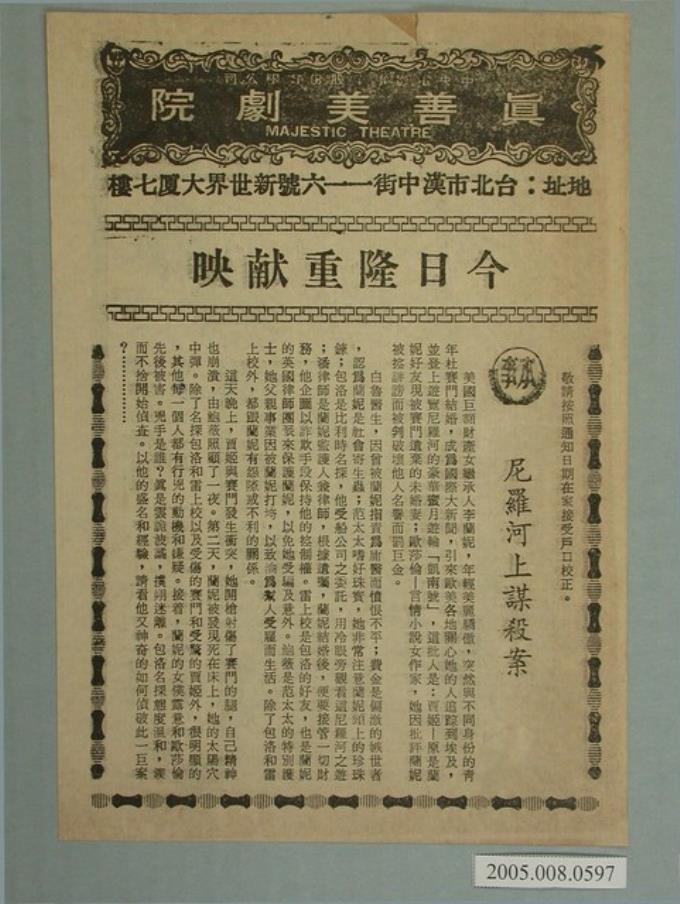 眞善美劇院
MAJESTIC THEATRE
地址：台北市漢中街一一六號新世界大厦七樓
今日隆重献映
敬請按照通知日期在家接受戶口校正。
本事
尼羅河上謀殺案
美國巨額財產女繼承人李蘭妮，年輕美麗驕傲，突然與不同身份的青
年杜賽門結婚，成爲國際大新聞，引來歐美各地關心她的人追踪到埃及，
並登上遊覽尼羅河的豪華蜜月遊輪「凱南號」，這批人是：賈姬—原是蘭
妮好友現被賽門遺棄的未婚妻；歐莎倫—言情小說女作家，她因批評蘭妮
被控誹謗而被判破壞他人名譽而罰巨金。
白魯醫生，因曾被蘭妮指責爲庸醫而憤恨不平；費金是偏激的嫉世者
，認爲蘭妮是社會寄生蟲；范太太嗜好珠寳，她非常注意蘭妮頸上的珍珠
鍊；包洛是比利時名探，他受船公司之委託，用冷眼旁觀看這尼羅河之遊
；潘律師是蘭妮監護人兼律師，根據遺囑，蘭妮結婚後，便要接管一切財
務，他企圖以詐欺手段保持他的控制權。雷上校是包洛的好友，也是蘭妮
的英國律師團派來保護蘭妮，以免她受騙及意外。鮑薇是范太太的特別護
士，她父親事業因被蘭妮打垮，以致淪爲幫人受雇而生活。除了包洛和雷
上校外，都跟蘭妮有怨隙或不利的關係。
這天晚上，賈姬與賽門發生衝突，她開槍射傷了賽門的腿，自己精神
也崩潰，由鮑薇照顧了一夜。第二天，蘭妮被發現死在床上，她的太陽穴
中彈。除了名探包洛和雷上校以及受傷的賽門和受驚的賈姬外，很明顯的
，其他每一個人都有行兇的動機和嫌疑。接着，蘭妮的女僕露意和歐莎倫
先後被害。兇手是誰？眞是雲詭波譎，撲朔迷離。包洛名探態度溫和，鍥
而不捨開始偵查。以他的盛名和經驗，請看他又神奇的如何偵破此一巨案
？…………
2005.008.0597